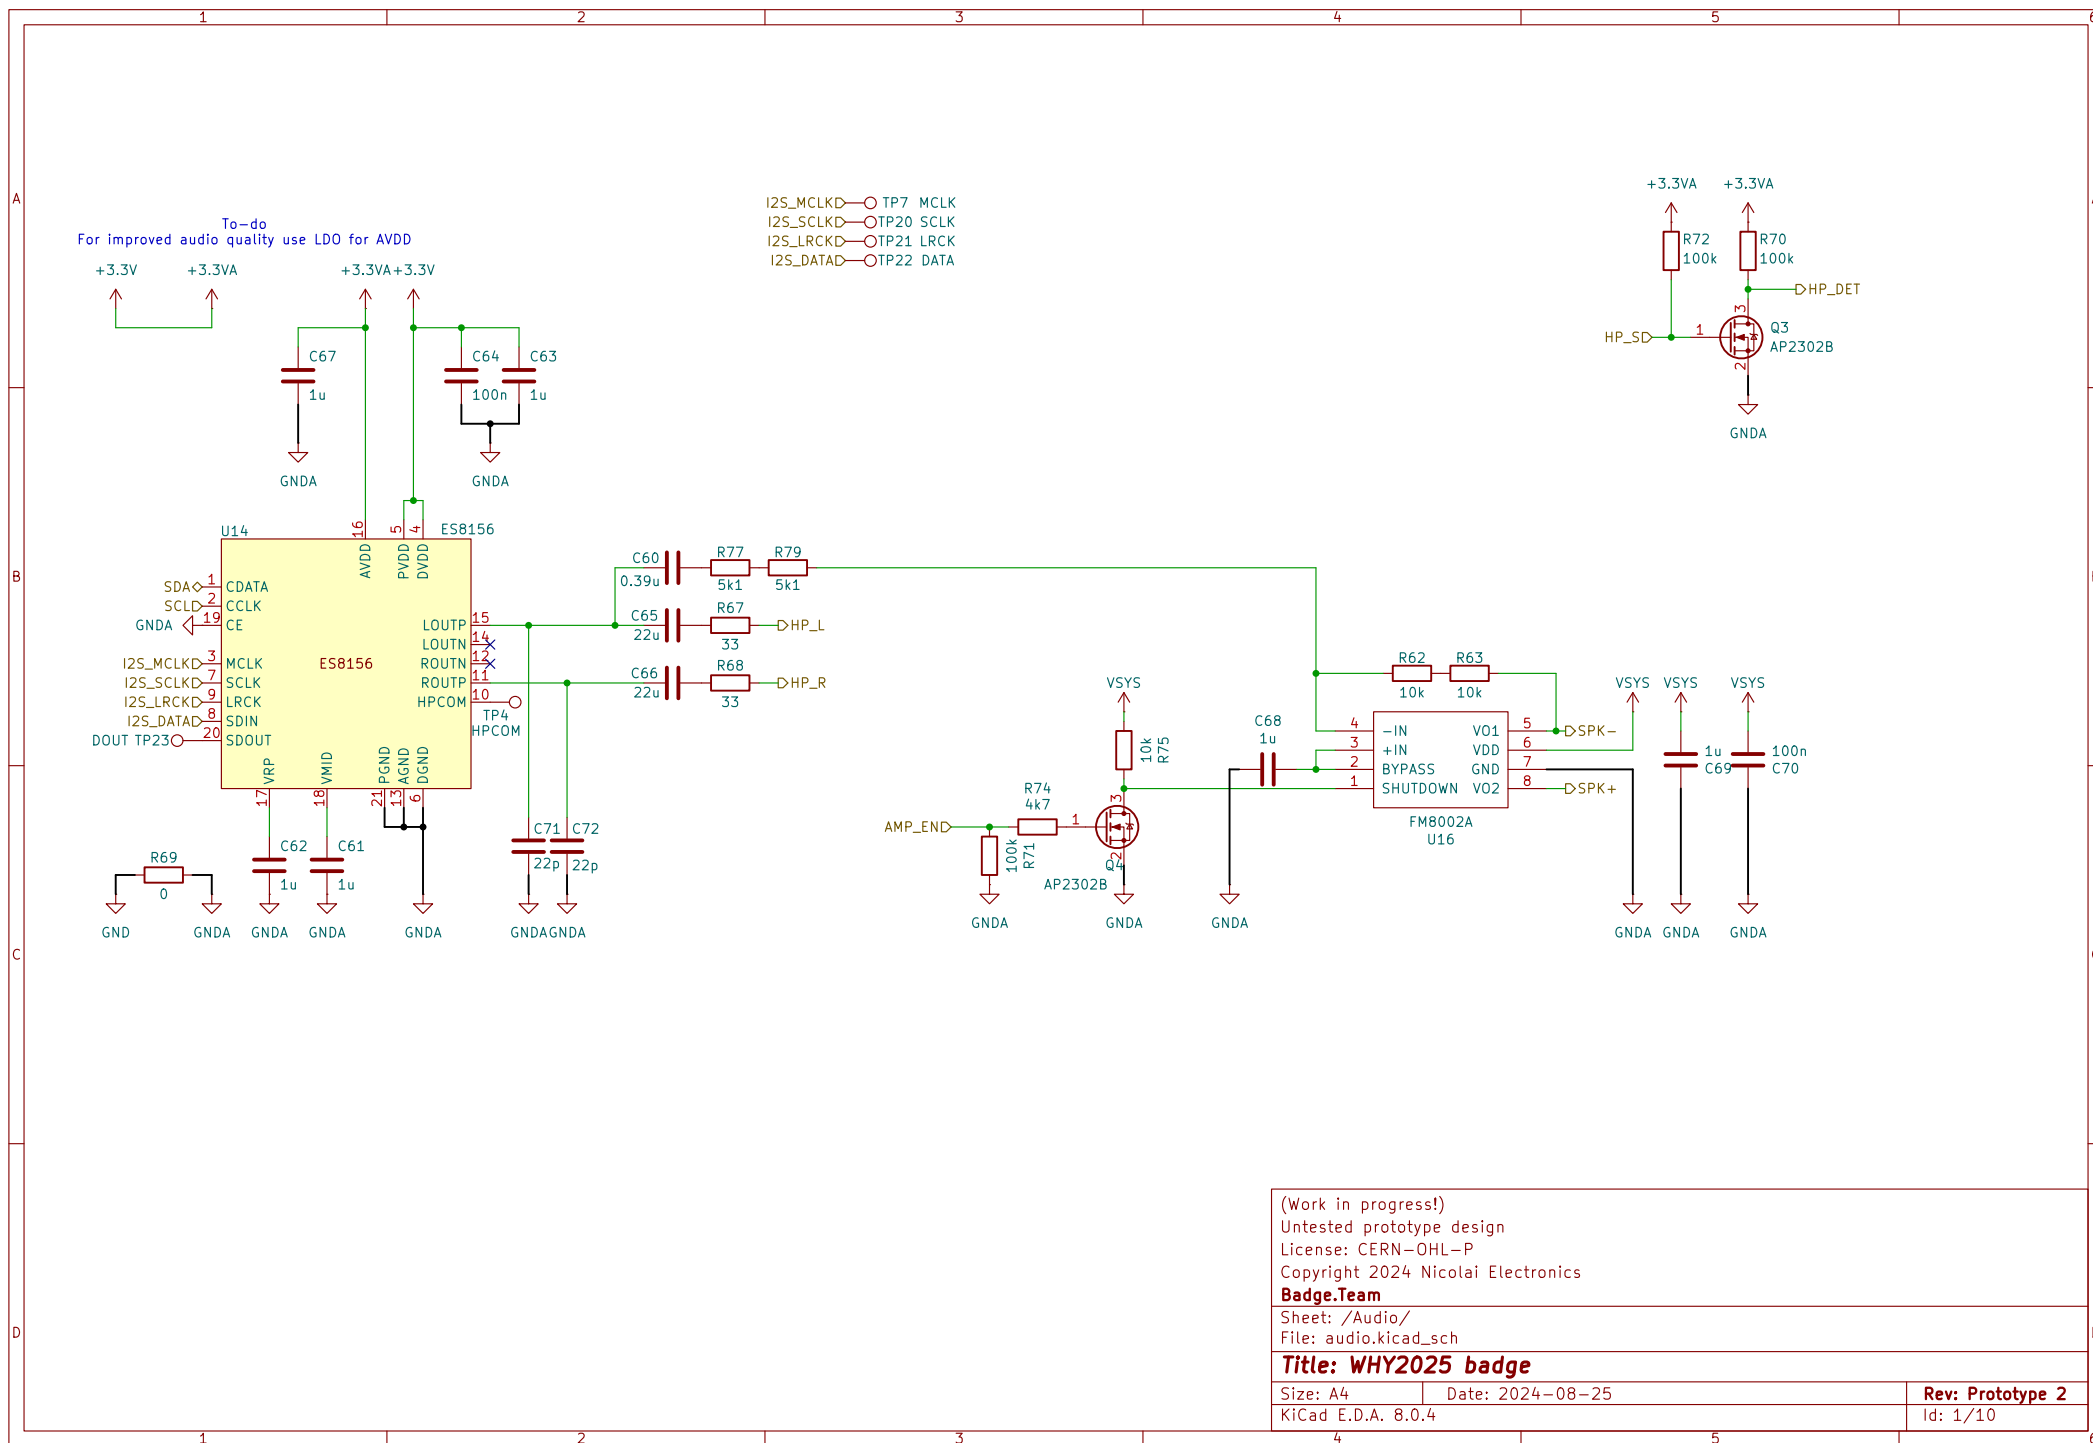 1 2 3 4 5 6
A
B
C
D
To-do
For improved audio quality use LDO for AVDD
+3.3V
+3.3VA
+3.3VA
+3.3V
C67
1u
GNDA
C64
100n
C63
1u
GNDA
I2S_MCLK TP7 MCLK
I2S_SCLK TP20 SCLK
I2S_LRCK TP21 LRCK
I2S_DATA TP22 DATA
+3.3VA
+3.3VA
R72
100k
R70
100k
HP_DET
HP_S
1
3
2
Q3
AP2302B
GNDA
U14
ES8156
16
5
4
AVDD
PVDD
DVDD
SDA 1 CDATA
SCL 2 CCLK
GNDA 19 CE
I2S_MCLK 3 MCLK
I2S_SCLK 7 SCLK
I2S_LRCK 9 LRCK
I2S_DATA 8 SDIN
DOUT TP23 20 SDOUT
ES8156
LOUTP 15
LOUTN 14
ROUTN 12
ROUTP 11
HPCOM 10
TP4
HPCOM
VRP
VMID
PGND
AGND
DGND
17
18
21
13
6
C60
0.39u
R77
5k1
R79
5k1
C65
22u
R67
33
HP_L
C66
22u
R68
33
HP_R
R69
0
GND
GNDA
C62
1u
GNDA
C61
1u
GNDA
GNDA
C71
22p
GNDA
C72
22p
GNDA
AMP_EN
R74
4k7
100k
R71
GNDA
VSYS
10k
R75
1
3
2
Q4
AP2302B
GNDA
C68
1u
GNDA
R62
10k
R63
10k
4 -IN VO1 5 SPK-
3 +IN VDD 6
2 BYPASS GND 7
1 SHUTDOWN VO2 8 SPK+
FM8002A
U16
VSYS
VSYS
VSYS
1u
C69
100n
C70
GNDA
GNDA
GNDA
(Work in progress!)
Untested prototype design
License: CERN-OHL-P
Copyright 2024 Nicolai Electronics
Badge.Team
Sheet: /Audio/
File: audio.kicad_sch
Title: WHY2025 badge
Size: A4 Date: 2024-08-25 Rev: Prototype 2
KiCad E.D.A. 8.0.4 Id: 1/10
1 2 3 4 5 6